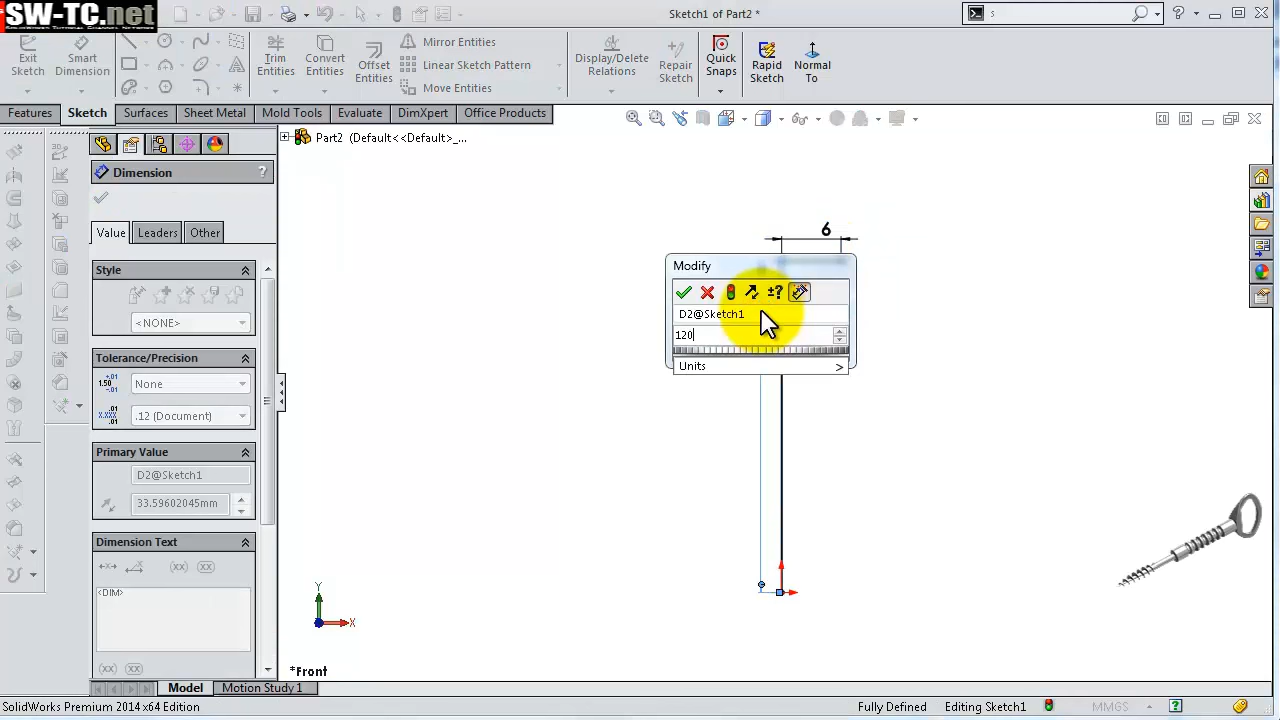 SW-TC.net
SolidWorks Tutorial Channel Network
Sketch1 of Part2 *
s
Exit Sketch
Smart Dimension
Trim Entities
Convert Entities
Offset Entities
Mirror Entities
Linear Sketch Pattern
Move Entities
Display/Delete Relations
Repair Sketch
Quick Snaps
Rapid Sketch
Normal To
Features
Sketch
Surfaces
Sheet Metal
Mold Tools
Evaluate
DimXpert
Office Products
Part2 (Default<<Default>_...
Dimension
?
Value
Leaders
Other
Style
<NONE>
Tolerance/Precision
None
.12 (Document)
Primary Value
D2@Sketch1
33.59602045mm
Dimension Text
<DIM>
6
Modify
D2@Sketch1
120
Units >
Y
X
*Front
Model
Motion Study 1
SolidWorks Premium 2014 x64 Edition
Fully Defined
Editing Sketch1
MMGS